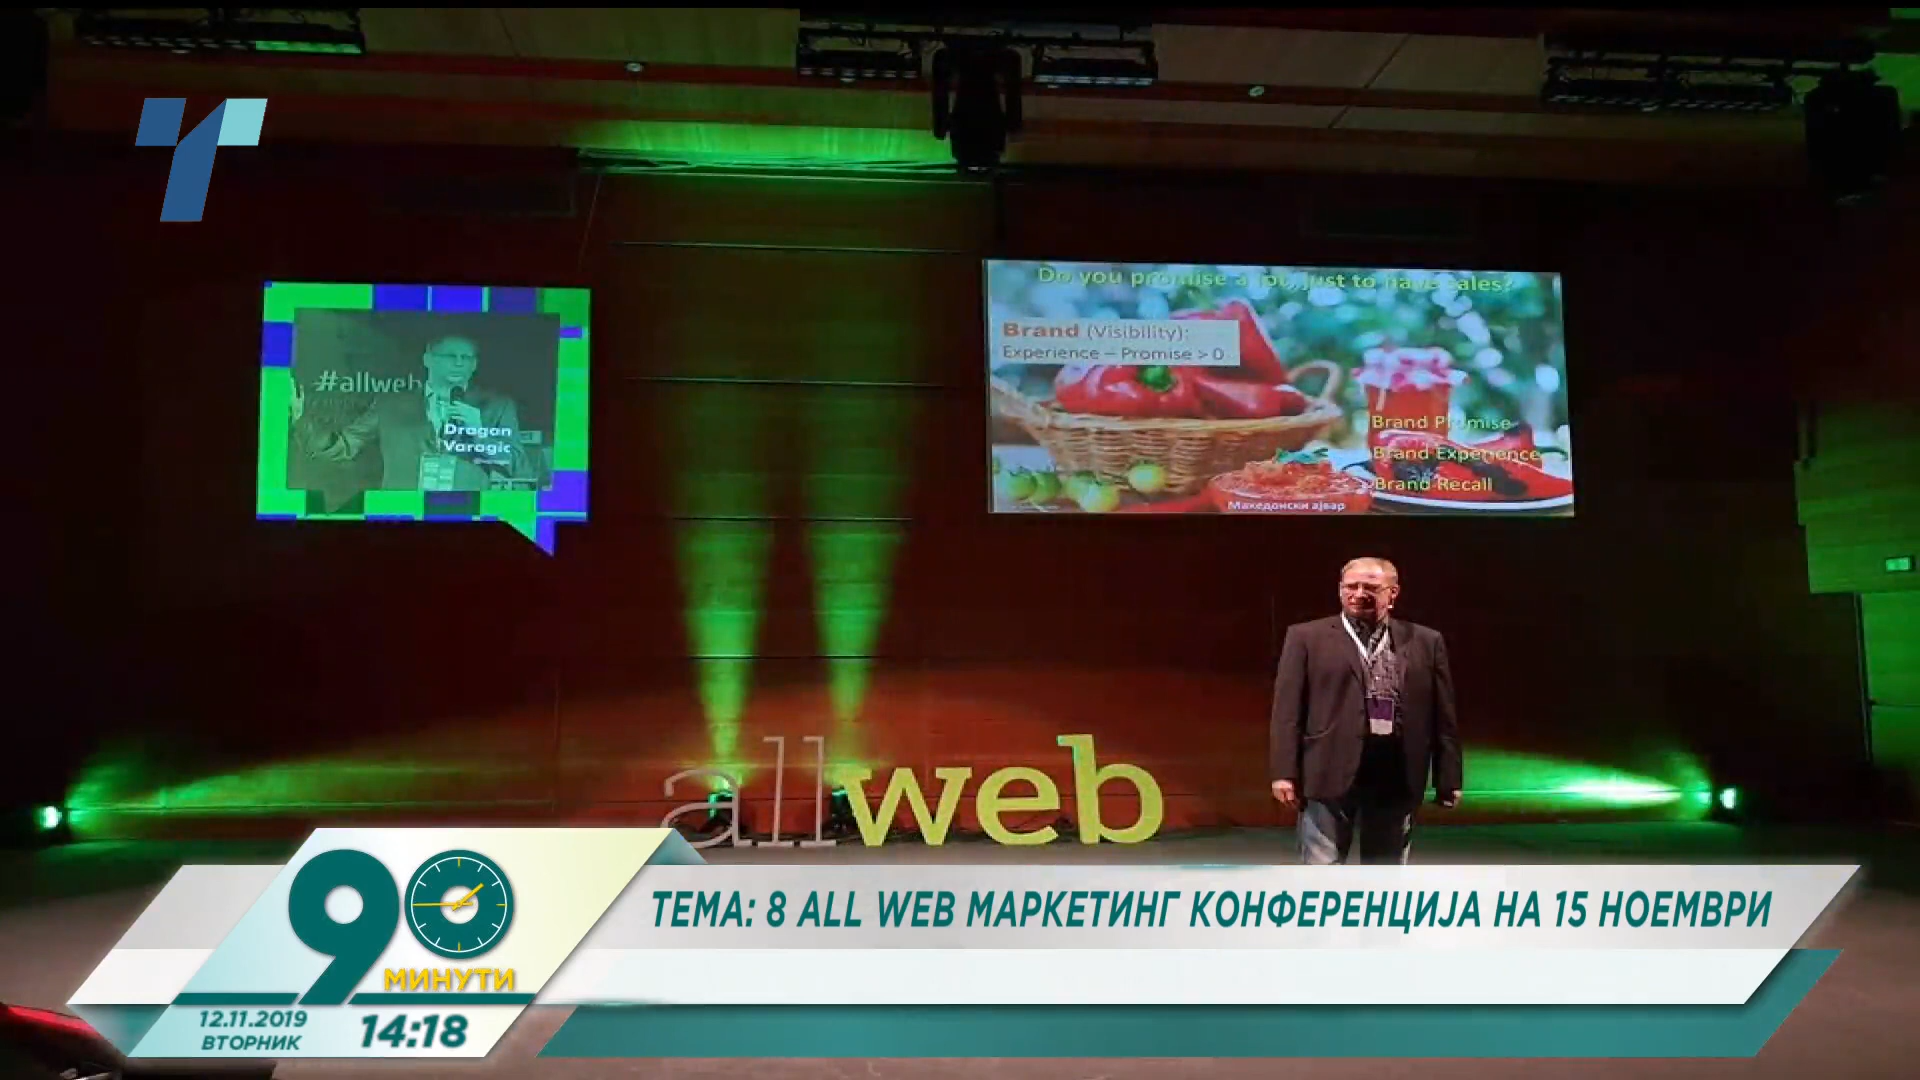 Do you promise a lot, just to have sales?
Brand (Visibility):
Experience – Promise > 0
#allweb
Dragan
Varagic
Brand Promise
Brand Experience
Brand Recall
Македонски ајвар
allweb
90
МИНУТИ
ТЕМА: 8 ALL WEB МАРКЕТИНГ КОНФЕРЕНЦИЈА НА 15 НОЕМВРИ
12.11.2019
ВТОРНИК
14:18